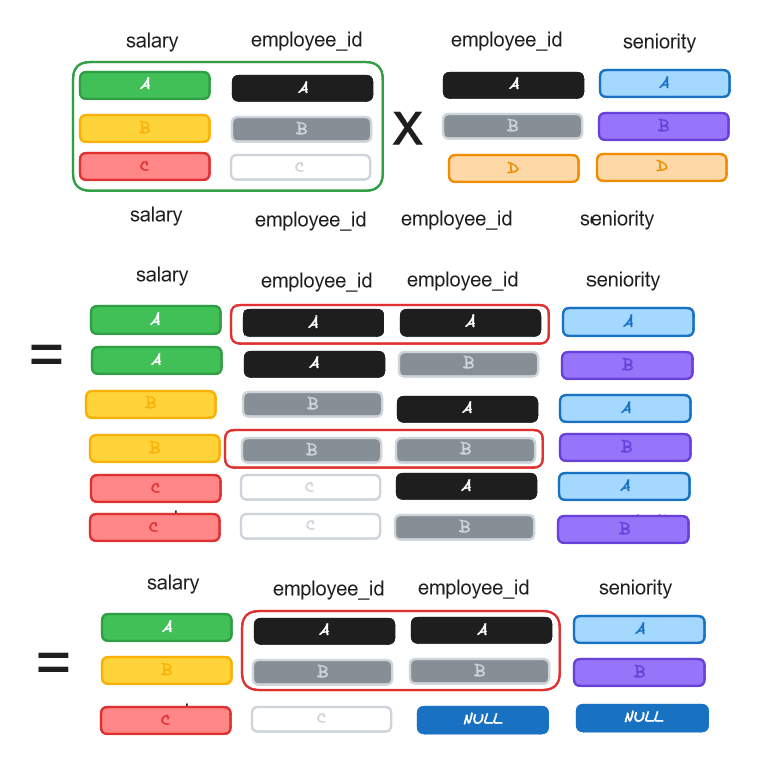 salary employee_id employee_id seniority
A A A A
B B X B B
C C D D
salary employee_id employee_id seniority
salary employee_id employee_id seniority
A A A A
= A A B B
B B A A
B B B B
C C A A
C C B B
salary employee_id employee_id seniority
A A A A
= B B B B
C C NULL NULL